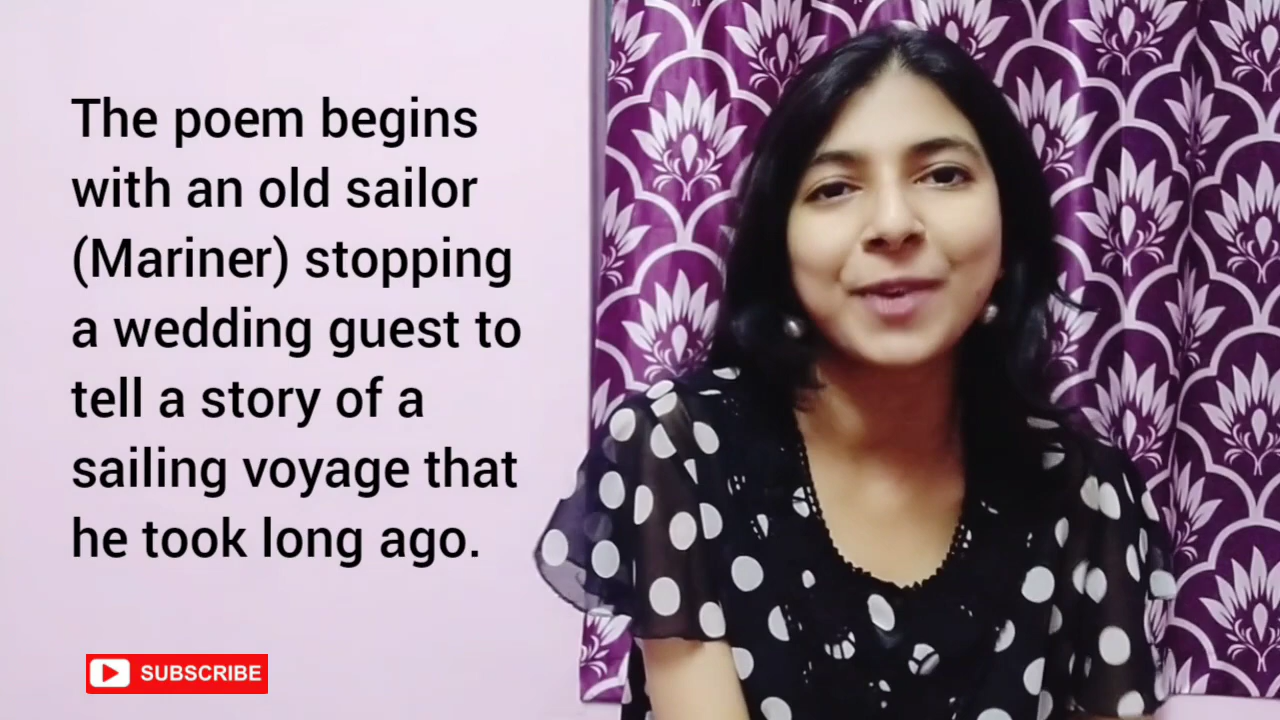 The poem begins
with an old sailor
(Mariner) stopping
a wedding guest to
tell a story of a
sailing voyage that
he took long ago.
SUBSCRIBE